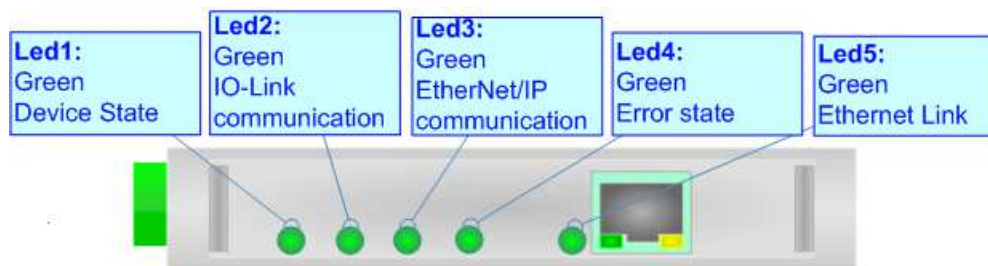 Led1:
Green
Device State
Led2:
Green
IO-Link
communication
Led3:
Green
EtherNet/IP
communication
Led4:
Green
Error state
Led5:
Green
Ethernet Link